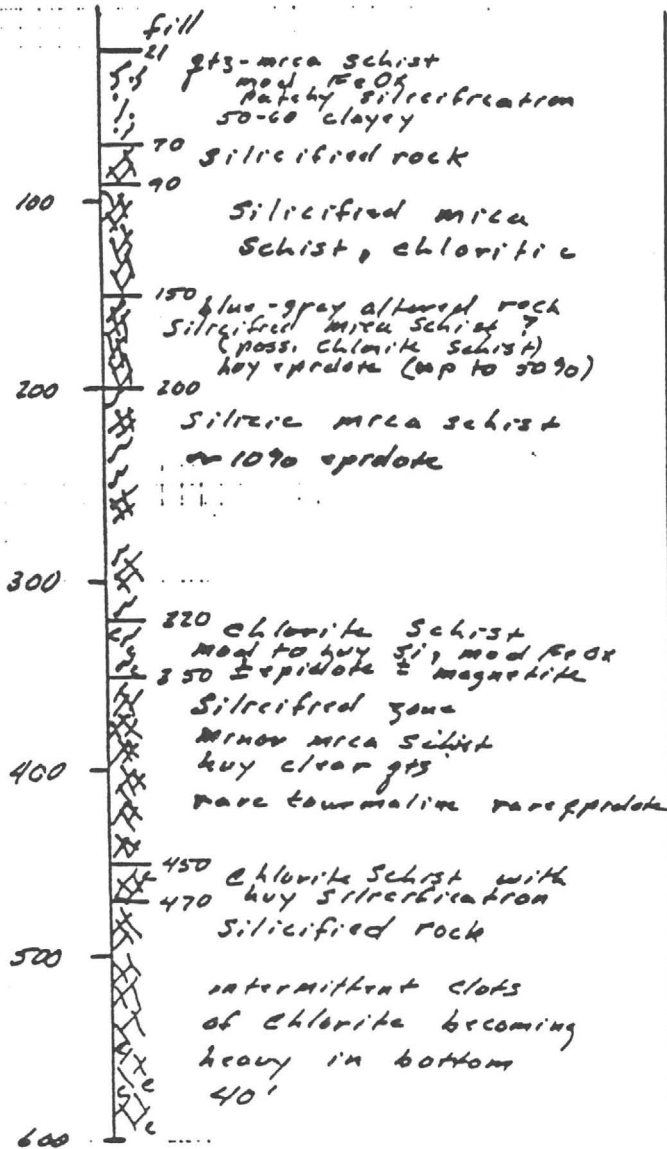 fill
21
qtz-mica schist
mod FeOx
patchy silicification
50-60 clayey
70
silicified rock
90
100
Silicified mica
Schist, chloritic
150 blue-gray altered rock
Silicified mica schist ?
(poss. chlorite schist)
hvy epidote (up to 50%)
200
200
Silicic mica schist
~ 10% epidote
300
320 chlorite schist
mod to hvy Si, mod FeOx
350 ± epidote ± magnetite
Silicified zone
minor mica schist
hvy clear qtz
400
rare tourmaline rare epidote
450 chlorite schist with
470 hvy silicification
Silicified rock
500
intermittent clots
of chlorite becoming
heavy in bottom
40'
600